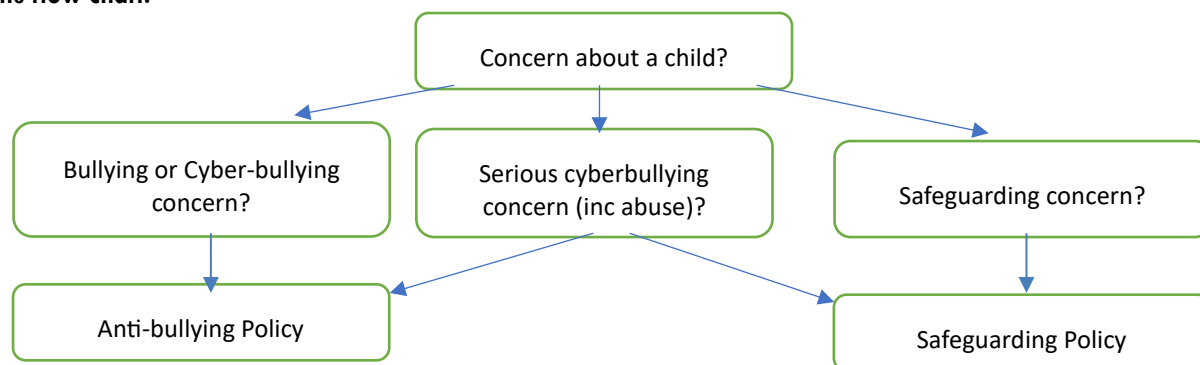 Concern about a child?
Bullying or Cyber-bullying
concern?
Serious cyberbullying
concern (inc abuse)?
Safeguarding concern?
Anti-bullying Policy
Safeguarding Policy